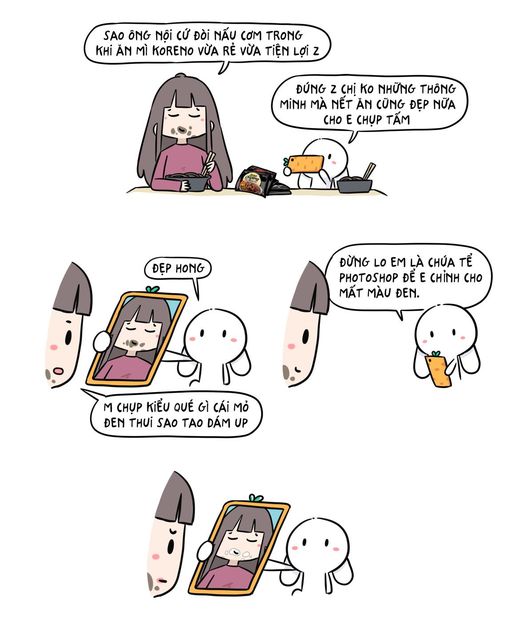 SAO ÔNG NỘI CỨ ĐÒI NẤU CƠM TRONG
KHI ĂN MÌ KORENO VỪA RẺ VỪA TIỆN LỢI Z
ĐÚNG Z CHỊ KO NHỮNG THÔNG
MINH MÀ NẾT ĂN CŨNG ĐẸP NỮA
CHO E CHỤP TẤM
ĐẸP HONG
M CHỤP KIỂU QUÉ GÌ CÁI MỎ
ĐEN THUI SAO TAO DÁM UP
ĐỪNG LO EM LÀ CHÚA TỂ
PHOTOSHOP ĐỂ E CHỈNH CHO
MẤT MÀU ĐEN.